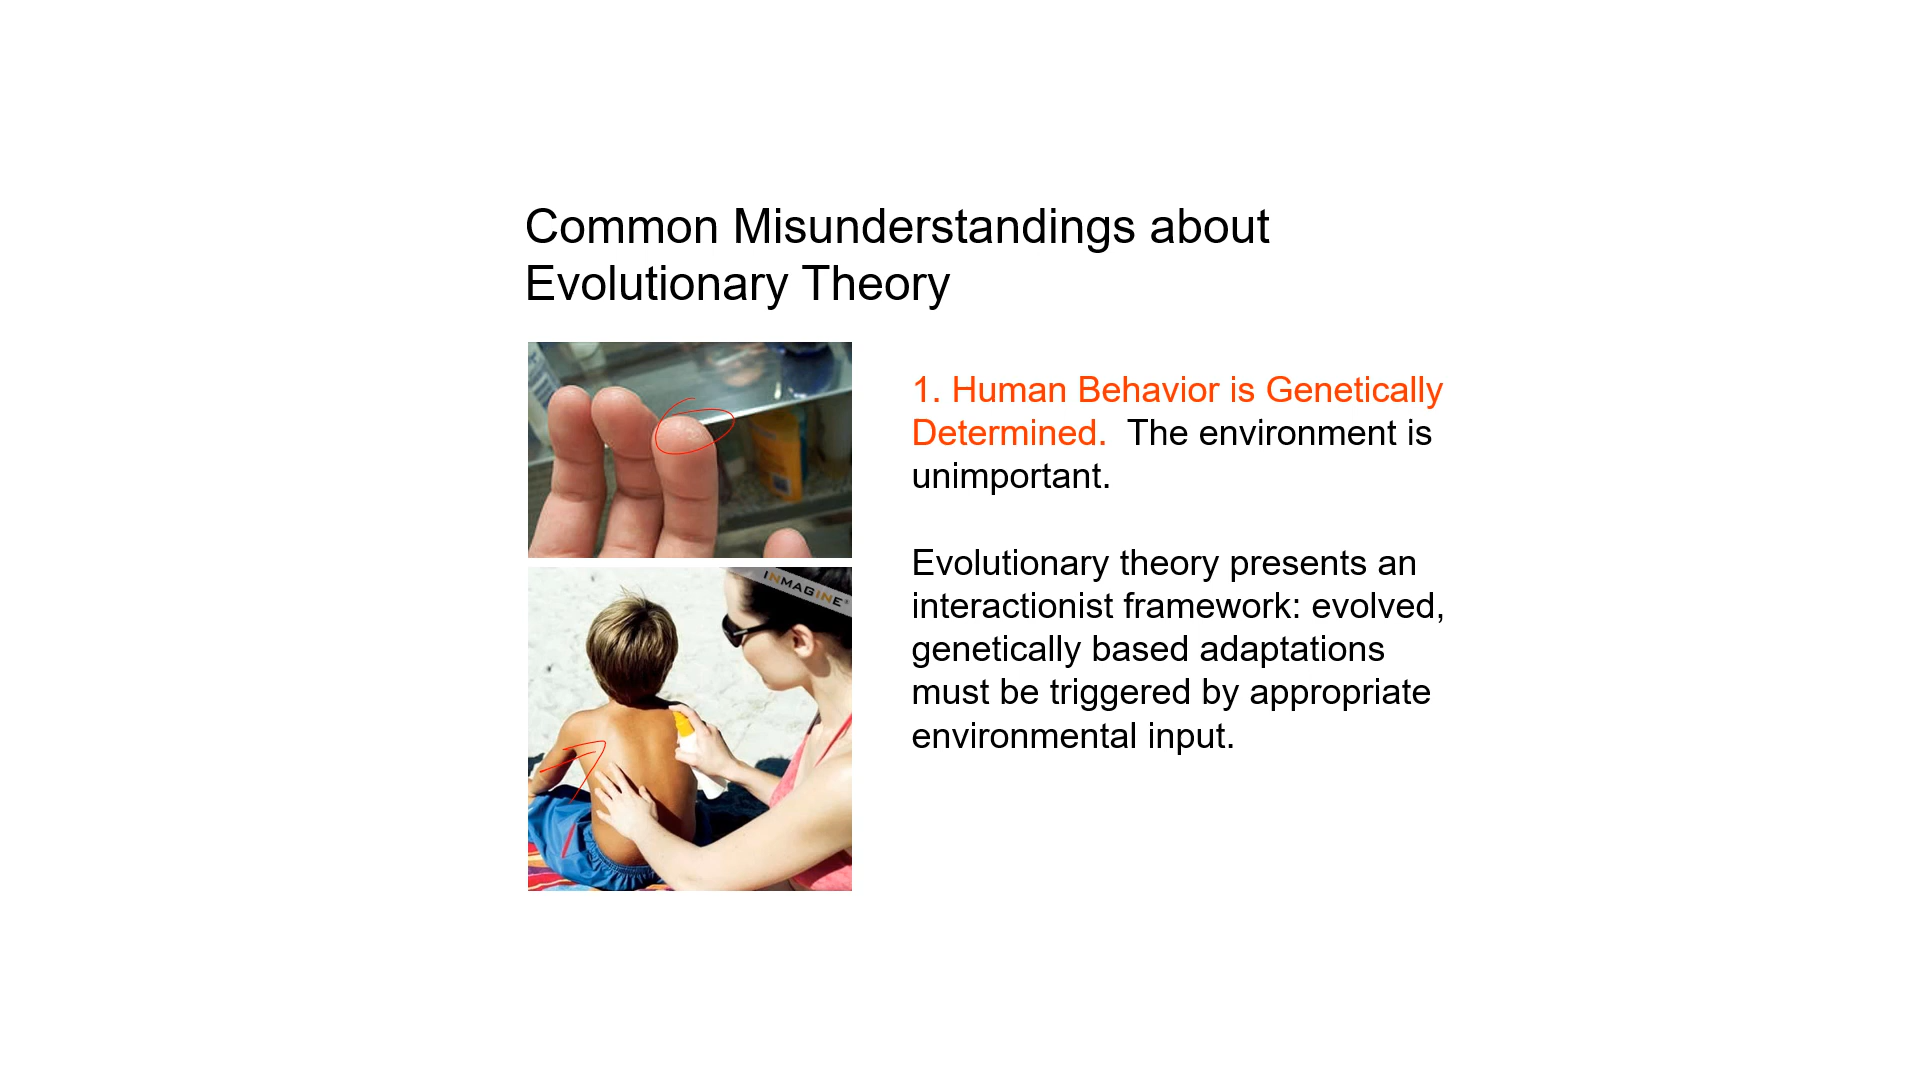 Common Misunderstandings about
Evolutionary Theory
1. Human Behavior is Genetically
Determined. The environment is
unimportant.
Evolutionary theory presents an
interactionist framework: evolved,
genetically based adaptations
must be triggered by appropriate
environmental input.
INMAGINE®